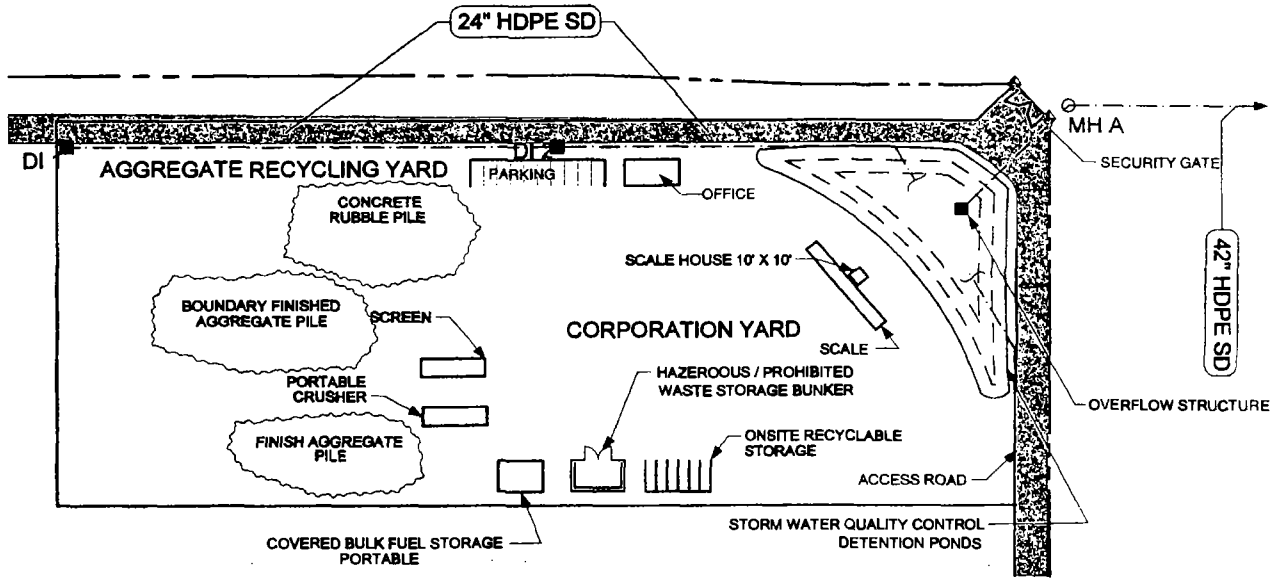 24" HDPE SD
MH A
SECURITY GATE
DI
AGGREGATE RECYCLING YARD
DI
PARKING
OFFICE
CONCRETE
RUBBLE PILE
42" HDPE SD
SCALE HOUSE 10' X 10'
BOUNDARY FINISHED
AGGREGATE PILE
SCREEN
CORPORATION YARD
SCALE
HAZEROOUS / PROHIBITED
WASTE STORAGE BUNKER
PORTABLE
CRUSHER
OVERFLOW STRUCTURE
FINISH AGGREGATE
PILE
ONSITE RECYCLABLE
STORAGE
ACCESS ROAD
STORM WATER QUALITY CONTROL
DETENTION PONDS
COVERED BULK FUEL STORAGE
PORTABLE